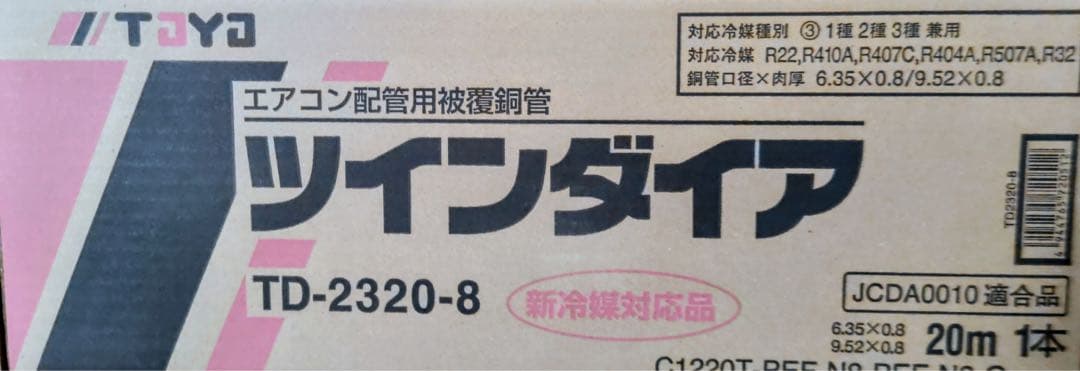 TOYO
対応冷媒種別 ③ 1種 2種 3種 兼用
対応冷媒 R22,R410A,R407C,R404A,R507A,R32
銅管口径×肉厚 6.35×0.8/9.52×0.8
エアコン配管用被覆銅管
ツインダイア
TD-2320-8
新冷媒対応品
TD2320-8
JCDA0010 適合品
6.35×0.8
9.52×0.8
20m 1本